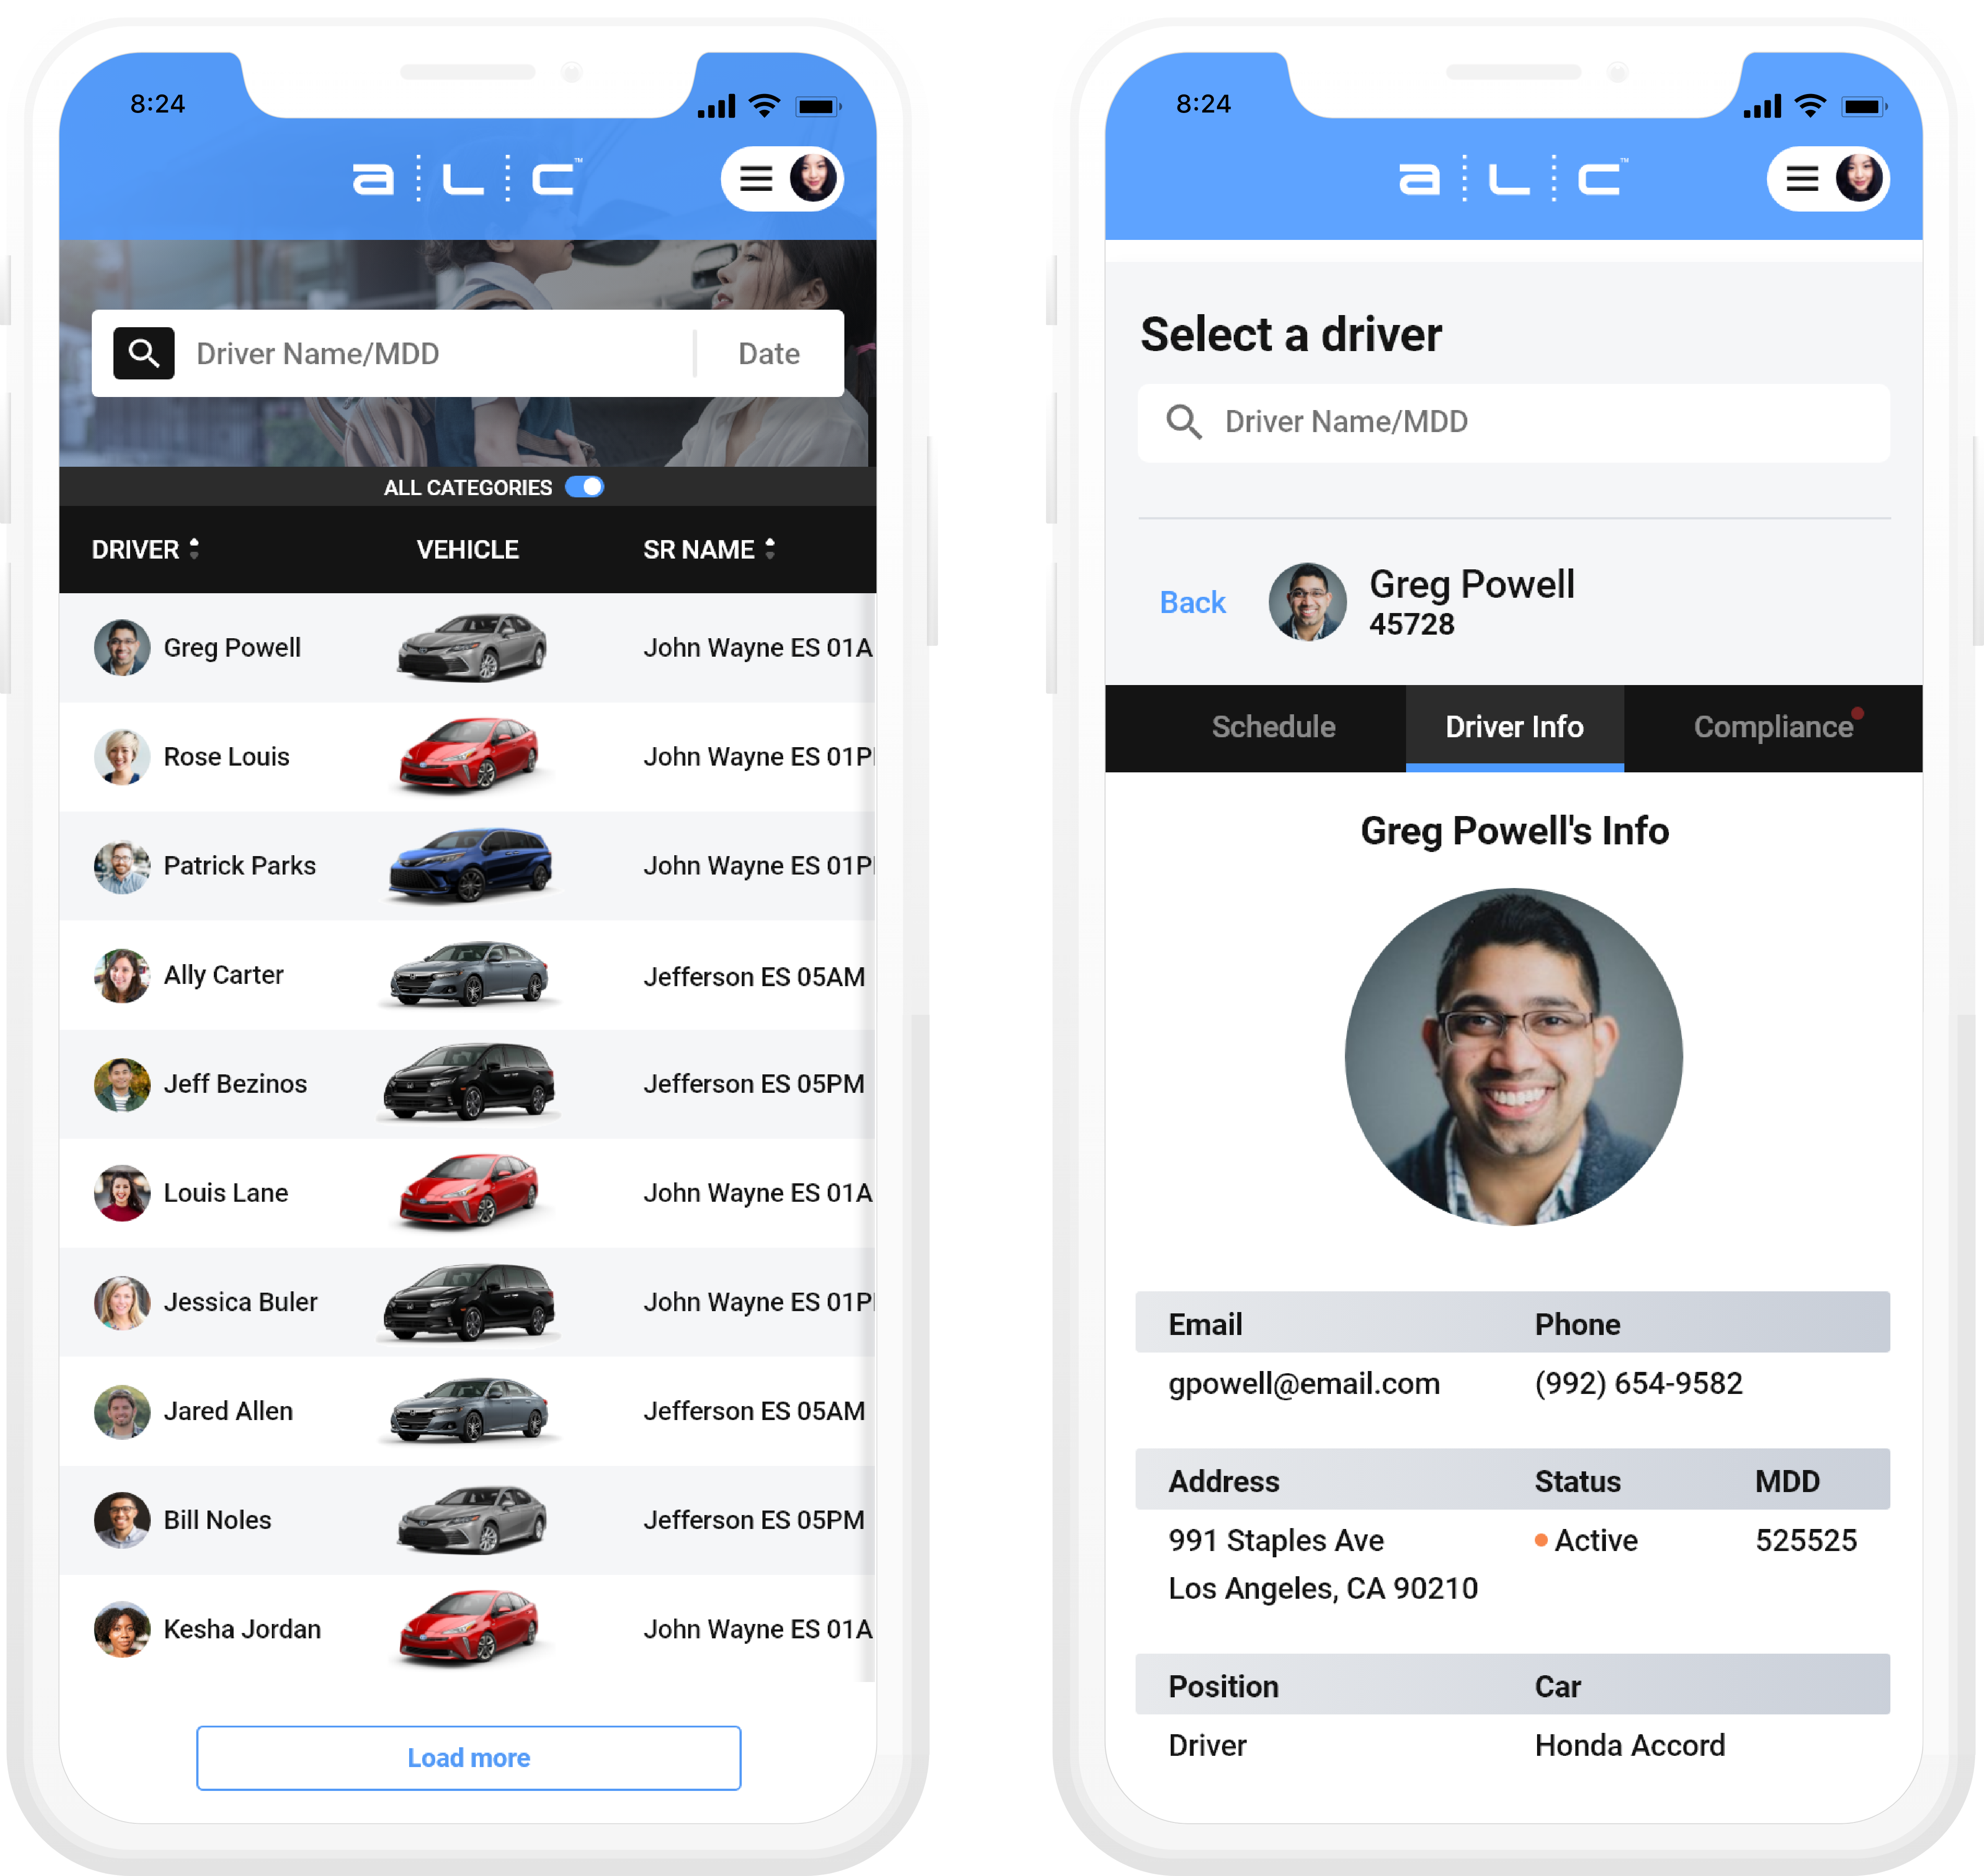 8:24
a L c ™
Driver Name/MDD Date
ALL CATEGORIES
DRIVER VEHICLE SR NAME
Greg Powell John Wayne ES 01A
Rose Louis John Wayne ES 01P
Patrick Parks John Wayne ES 01P
Ally Carter Jefferson ES 05AM
Jeff Bezinos Jefferson ES 05PM
Louis Lane John Wayne ES 01A
Jessica Buler John Wayne ES 01P
Jared Allen Jefferson ES 05AM
Bill Noles Jefferson ES 05PM
Kesha Jordan John Wayne ES 01A
Load more
8:24
a L c ™
Select a driver
Driver Name/MDD
Back
Greg Powell
45728
Schedule Driver Info Compliance
Greg Powell's Info
Email Phone
gpowell@email.com (992) 654-9582
Address Status MDD
991 Staples Ave Active 525525
Los Angeles, CA 90210
Position Car
Driver Honda Accord